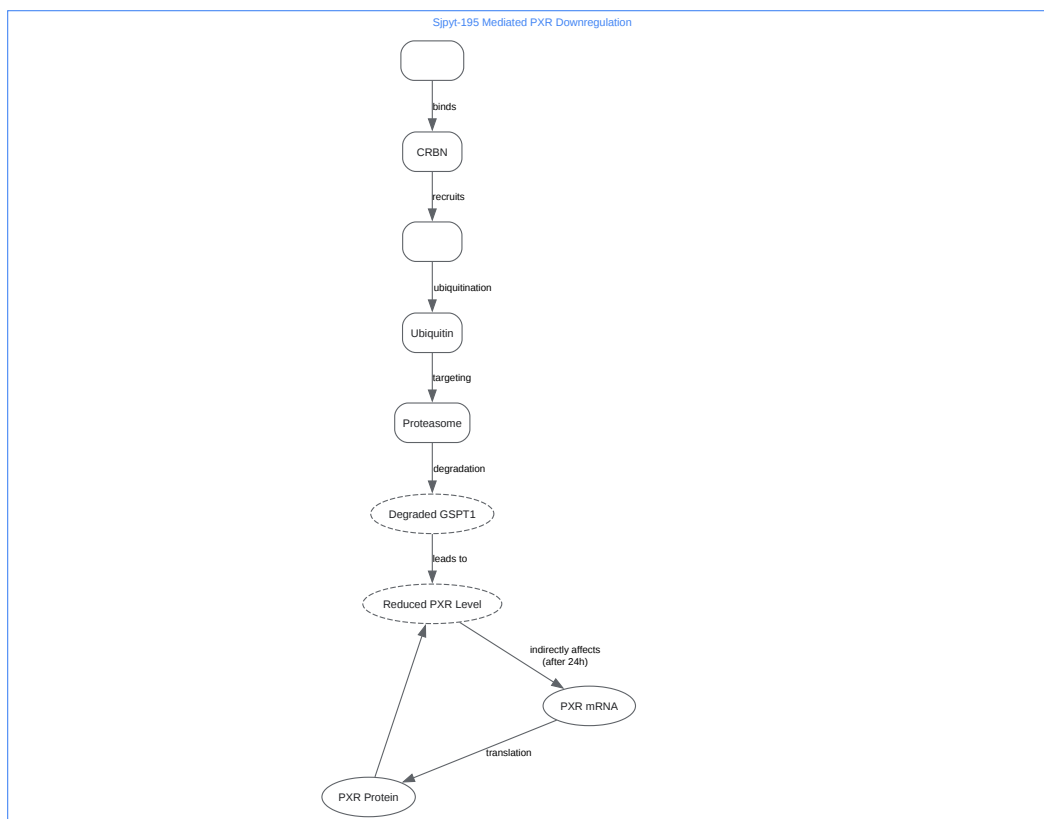 Sjpyt-195 Mediated PXR Downregulation
binds
CRBN
recruits
ubiquitination
Ubiquitin
targeting
Proteasome
degradation
Degraded GSPT1
leads to
Reduced PXR Level
indirectly affects
(after 24h)
PXR mRNA
translation
PXR Protein